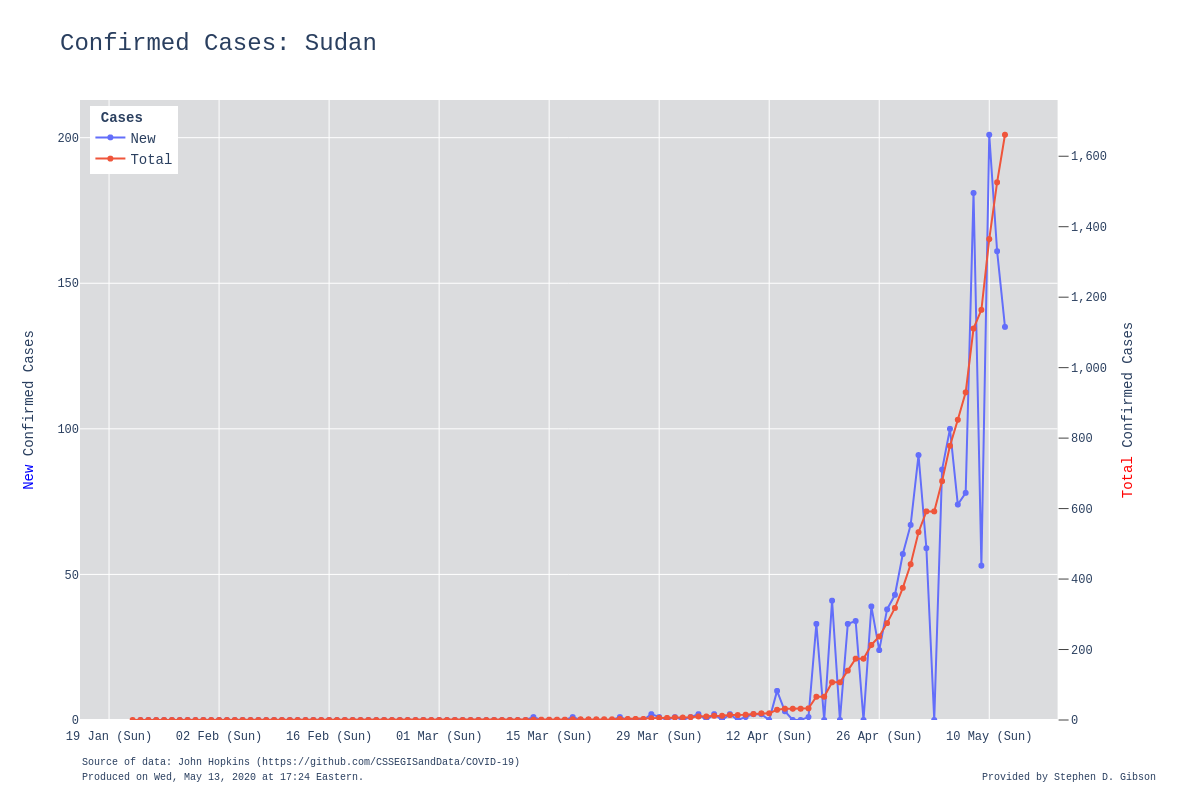 Confirmed Cases: Sudan
Cases
New
Total
200
150
100
50
0
1,600
1,400
1,200
1,000
800
600
400
200
0
New Confirmed Cases
Total Confirmed Cases
19 Jan (Sun) 02 Feb (Sun) 16 Feb (Sun) 01 Mar (Sun) 15 Mar (Sun) 29 Mar (Sun) 12 Apr (Sun) 26 Apr (Sun) 10 May (Sun)
Source of data: John Hopkins (https://github.com/CSSEGISandData/COVID-19)
Produced on Wed, May 13, 2020 at 17:24 Eastern.
Provided by Stephen D. Gibson